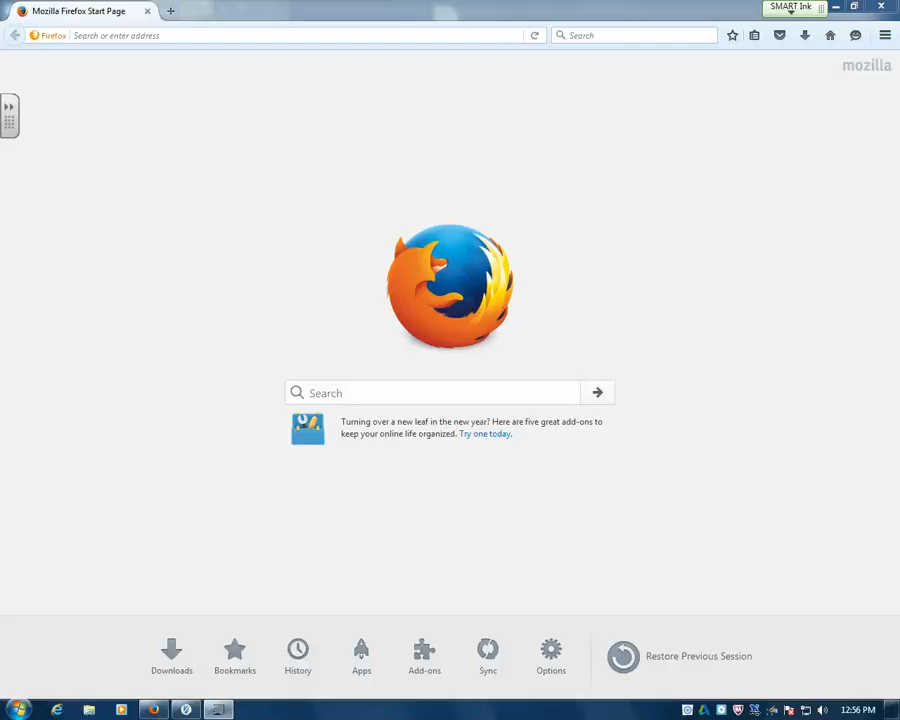 Mozilla Firefox Start Page
SMART Ink
Firefox
Search or enter address
Search
mozilla
Search
Turning over a new leaf in the new year? Here are five great add-ons to
keep your online life organized. Try one today.
Downloads
Bookmarks
History
Apps
Add-ons
Sync
Options
Restore Previous Session
12:56 PM